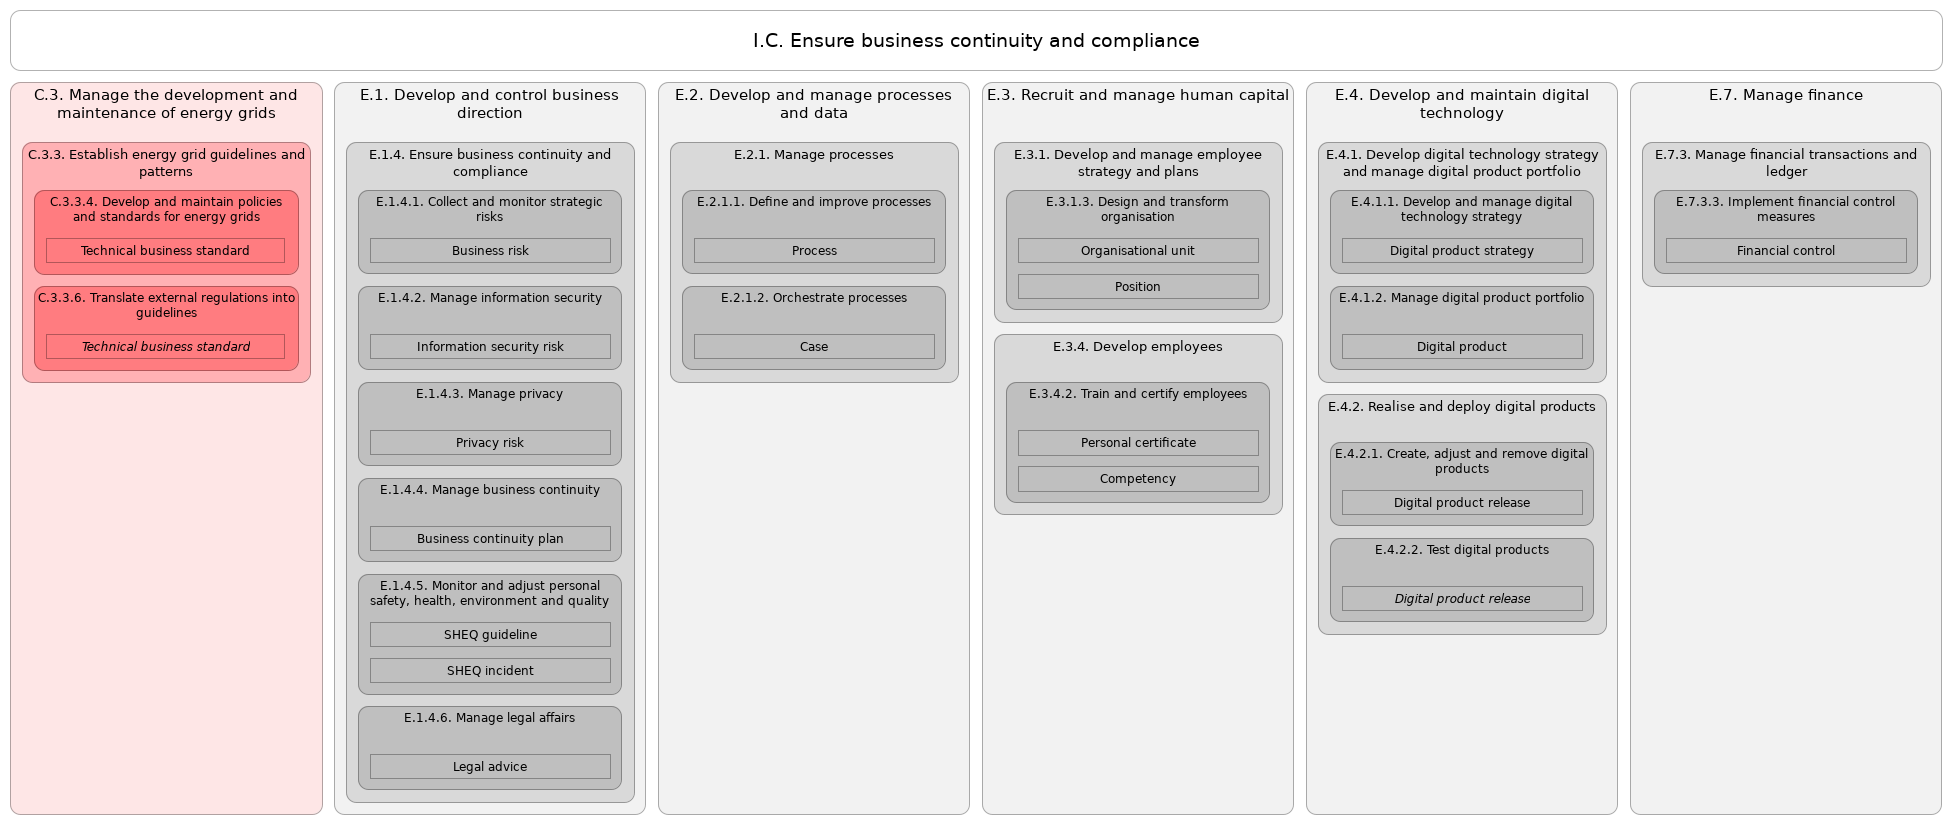 I.C. Ensure business continuity and compliance
C.3. Manage the development and
maintenance of energy grids
C.3.3. Establish energy grid guidelines and
patterns
C.3.3.4. Develop and maintain policies
and standards for energy grids
Technical business standard
C.3.3.6. Translate external regulations into
guidelines
Technical business standard
E.1. Develop and control business
direction
E.1.4. Ensure business continuity and
compliance
E.1.4.1. Collect and monitor strategic
risks
Business risk
E.1.4.2. Manage information security
Information security risk
E.1.4.3. Manage privacy
Privacy risk
E.1.4.4. Manage business continuity
Business continuity plan
E.1.4.5. Monitor and adjust personal
safety, health, environment and quality
SHEQ guideline
SHEQ incident
E.1.4.6. Manage legal affairs
Legal advice
E.2. Develop and manage processes
and data
E.2.1. Manage processes
E.2.1.1. Define and improve processes
Process
E.2.1.2. Orchestrate processes
Case
E.3. Recruit and manage human capital
E.3.1. Develop and manage employee
strategy and plans
E.3.1.3. Design and transform
organisation
Organisational unit
Position
E.3.4. Develop employees
E.3.4.2. Train and certify employees
Personal certificate
Competency
E.4. Develop and maintain digital
technology
E.4.1. Develop digital technology strategy
and manage digital product portfolio
E.4.1.1. Develop and manage digital
technology strategy
Digital product strategy
E.4.1.2. Manage digital product portfolio
Digital product
E.4.2. Realise and deploy digital products
E.4.2.1. Create, adjust and remove digital
products
Digital product release
E.4.2.2. Test digital products
Digital product release
E.7. Manage finance
E.7.3. Manage financial transactions and
ledger
E.7.3.3. Implement financial control
measures
Financial control